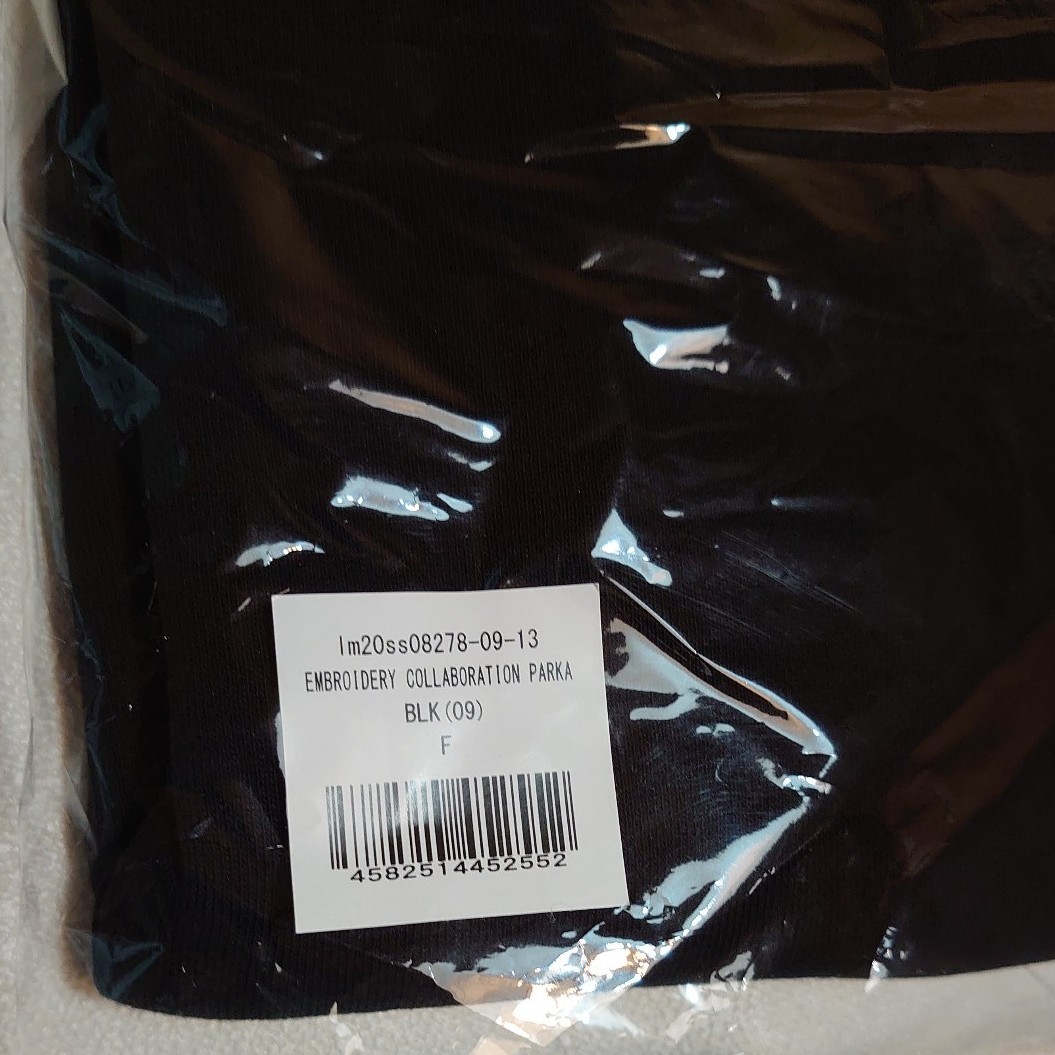 lm20ss08278-09-13
EMBROIDERY COLLABORATION PARKA
BLK(09)
F
4582514452552